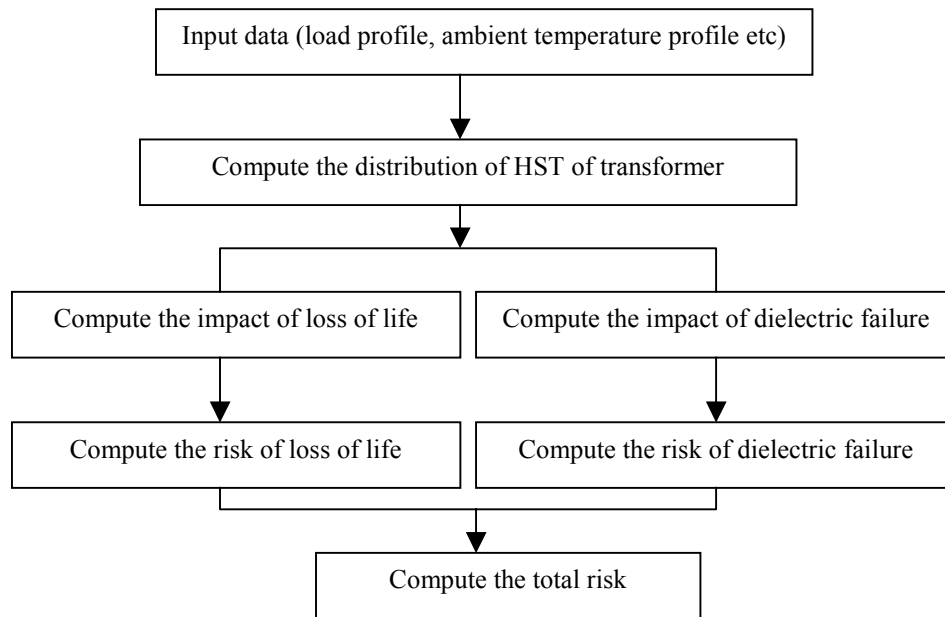 Input data (load profile, ambient temperature profile etc)
Compute the distribution of HST of transformer
Compute the impact of loss of life
Compute the impact of dielectric failure
Compute the risk of loss of life
Compute the risk of dielectric failure
Compute the total risk